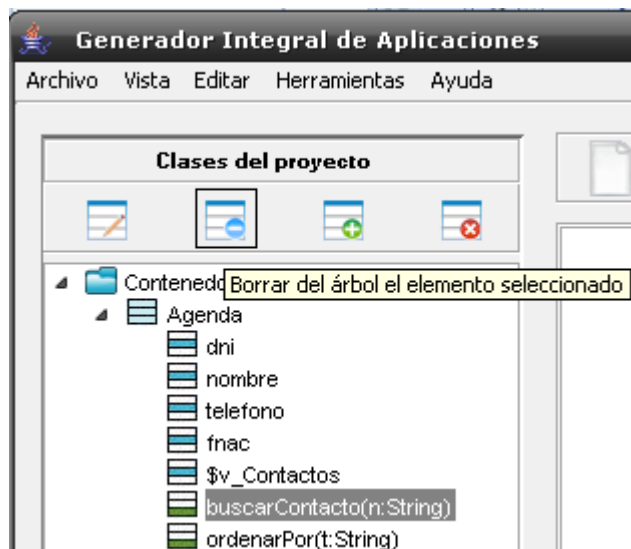 Generador Integral de Aplicaciones
Archivo Vista Editar Herramientas Ayuda
Clases del proyecto
Borrar del árbol el elemento seleccionado
Agenda
dni
nombre
telefono
fnac
$v_Contactos
buscarContacto(n:String)
ordenarPor(t:String)